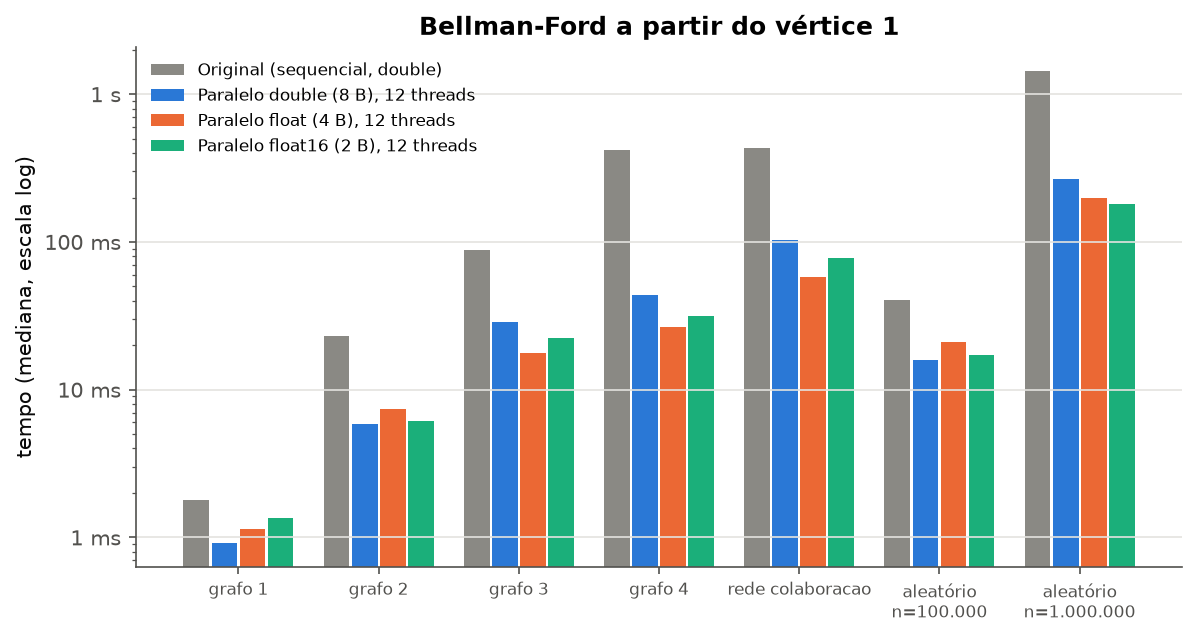 Bellman-Ford a partir do vértice 1
Original (sequencial, double)
Paralelo double (8 B), 12 threads
Paralelo float (4 B), 12 threads
Paralelo float16 (2 B), 12 threads
tempo (mediana, escala log)
1 s
100 ms
10 ms
1 ms
grafo 1
grafo 2
grafo 3
grafo 4
rede colaboracao
aleatório
n=100.000
aleatório
n=1.000.000